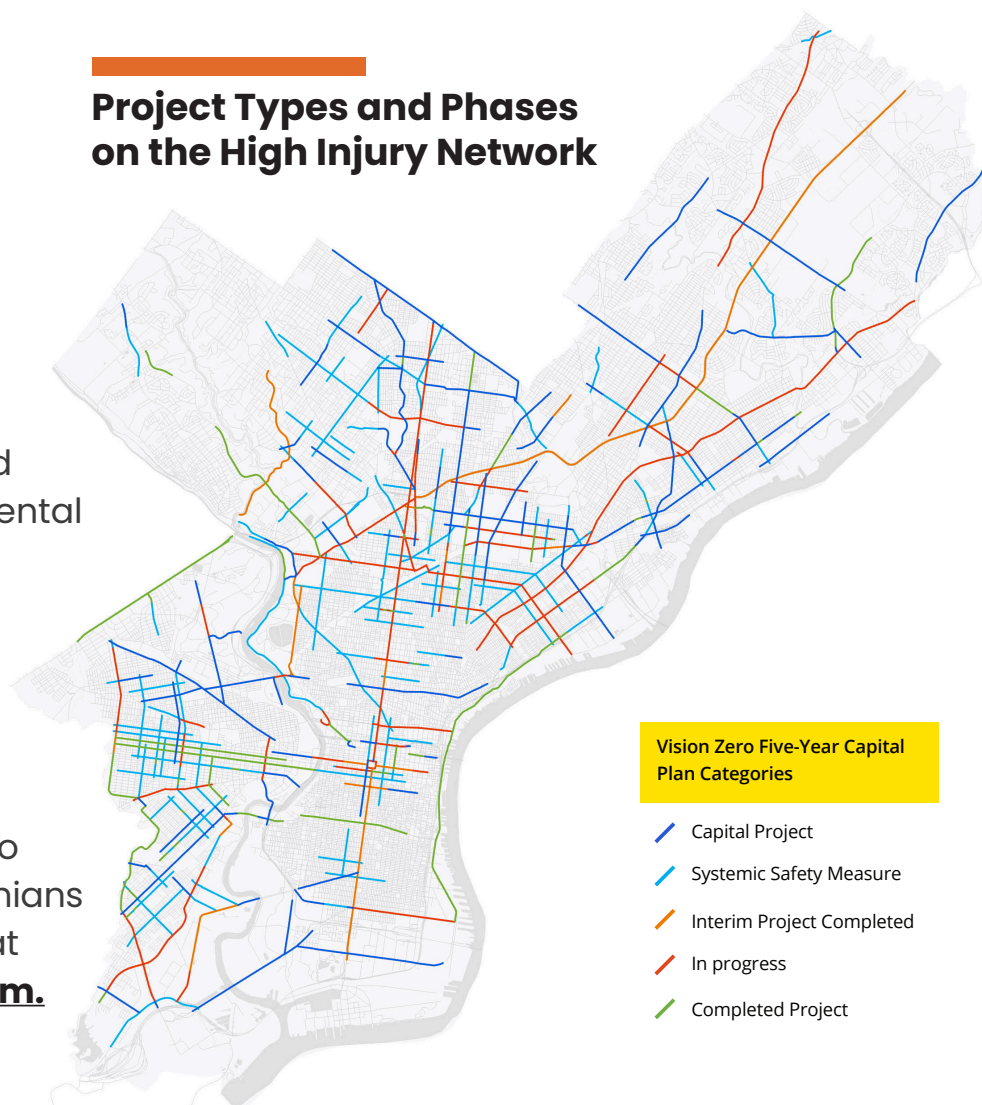 Project Types and Phases
on the High Injury Network
d
ental
o
nians
at
m.
Vision Zero Five-Year Capital
Plan Categories
Capital Project
Systemic Safety Measure
Interim Project Completed
In progress
Completed Project